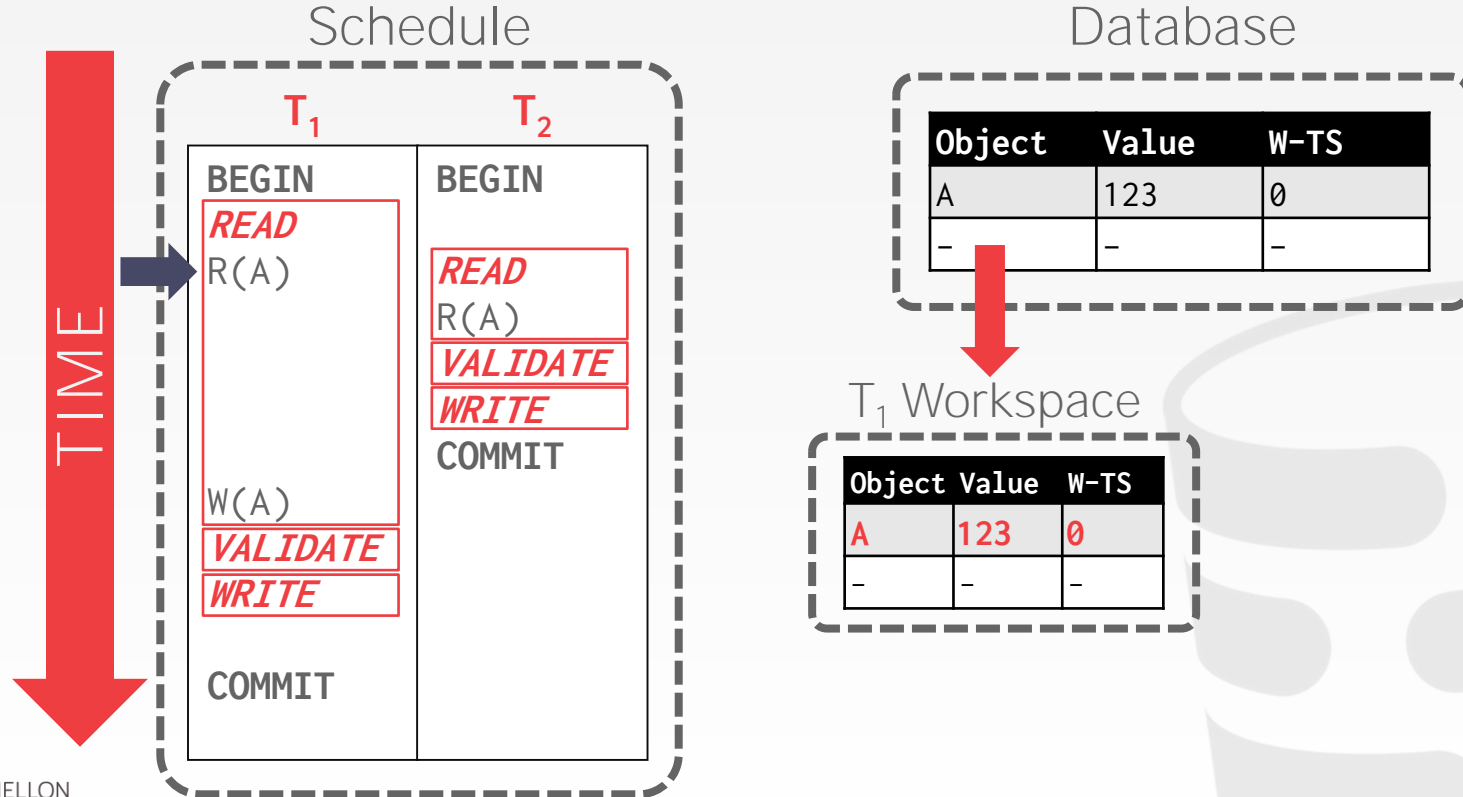 Schedule
TIME
T1 T2
BEGIN BEGIN
READ
R(A) READ
R(A)
VALIDATE
WRITE
COMMIT
W(A)
VALIDATE
WRITE
COMMIT
Database
Object Value W-TS
A 123 0
- - -
T1 Workspace
Object Value W-TS
A 123 0
- - -